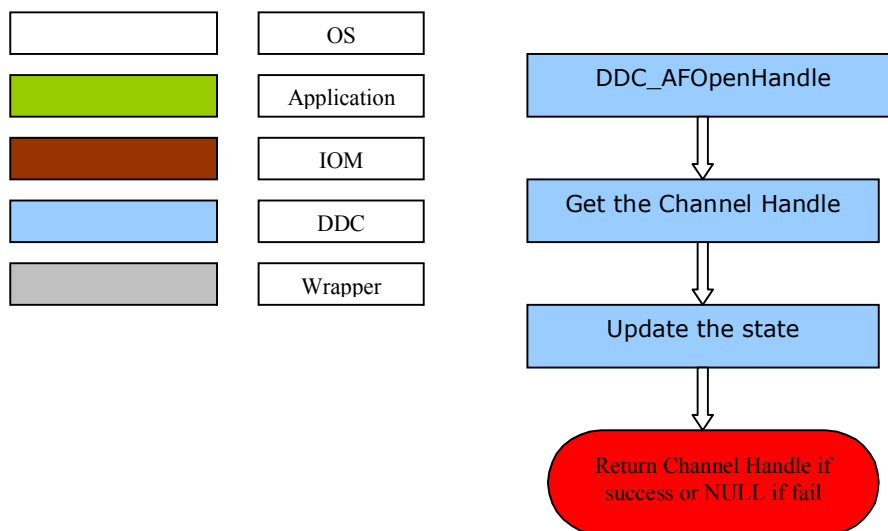 OS
Application
IOM
DDC
Wrapper
DDC_AFOpenHandle
Get the Channel Handle
Update the state
Return Channel Handle if
success or NULL if fail